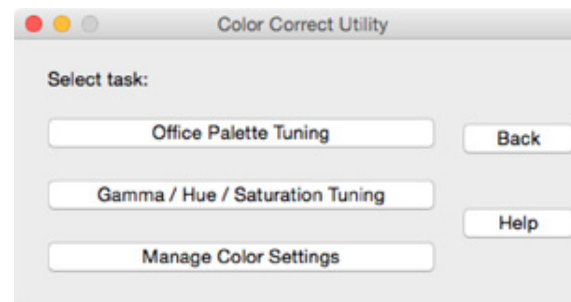 Color Correct Utility
Select task:
Office Palette Tuning
Back
Gamma / Hue / Saturation Tuning
Help
Manage Color Settings